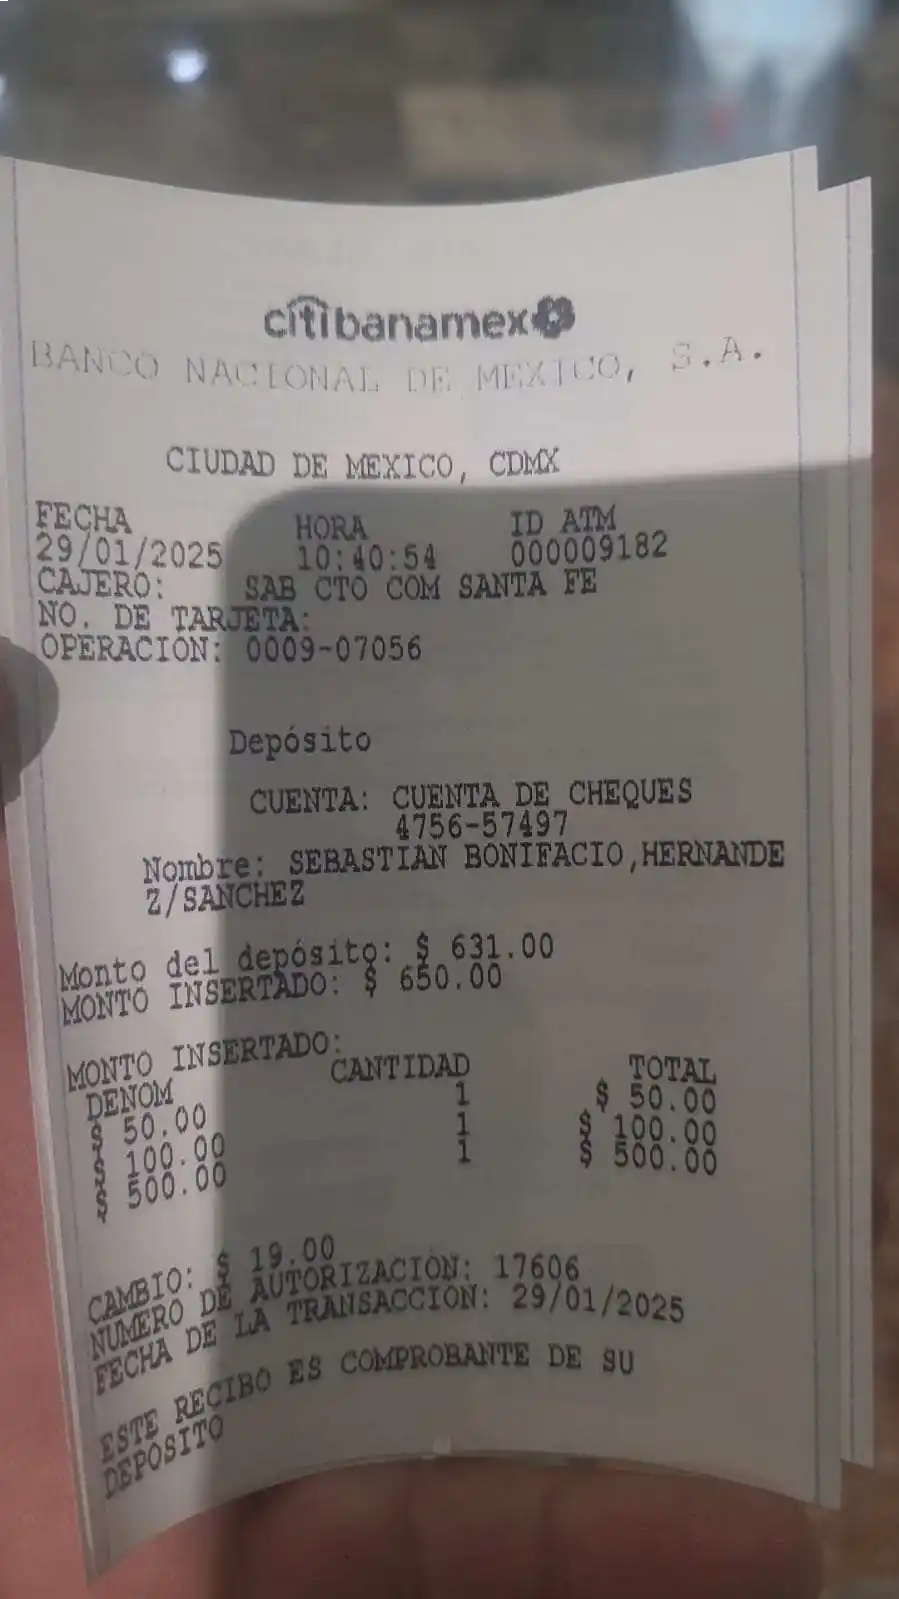 citibanamex
BANCO NACIONAL DE MEXICO, S.A.
CIUDAD DE MEXICO, CDMX
FECHA HORA ID ATM
29/01/2025 10:40:54 000009182
CAJERO: SAB CTO COM SANTA FE
NO. DE TARJETA:
OPERACION: 0009-07056
Depósito
CUENTA: CUENTA DE CHEQUES
4756-57497
Nombre: SEBASTIAN BONIFACIO,HERNANDE
Z/SANCHEZ
Monto del depósito: $ 631.00
MONTO INSERTADO: $ 650.00
MONTO INSERTADO:
DENOM CANTIDAD TOTAL
$ 50.00 1 $ 50.00
$ 100.00 1 $ 100.00
$ 500.00 1 $ 500.00
CAMBIO: $ 19.00
NUMERO DE AUTORIZACION: 17606
FECHA DE LA TRANSACCION: 29/01/2025
ESTE RECIBO ES COMPROBANTE DE SU
DEPOSITO